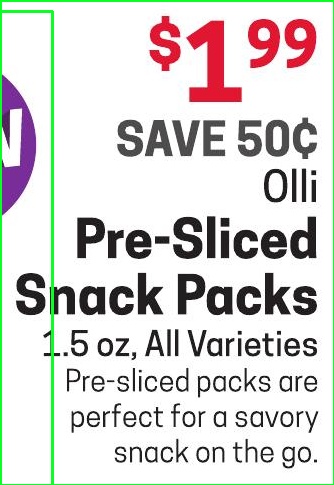 $1.99
SAVE 50¢
Olli
Pre-Sliced
Snack Packs
1.5 oz, All Varieties
Pre-sliced packs are
perfect for a savory
snack on the go.